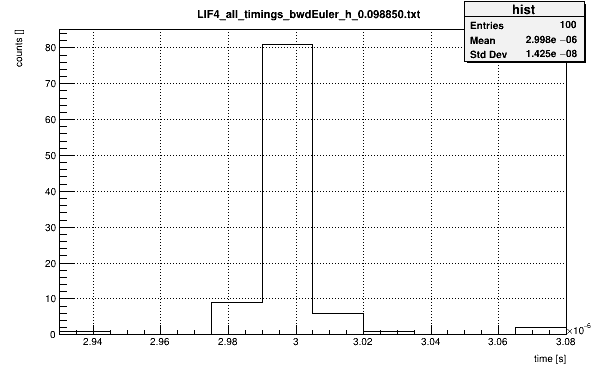 LIF4_all_timings_bwdEuler_h_0.098850.txt
hist
Entries 100
Mean 2.998e −06
Std Dev 1.425e −08
counts []
80
70
60
50
40
30
20
10
0
2.94 2.96 2.98 3 3.02 3.04 3.06 3.08
×10−6
time [s]